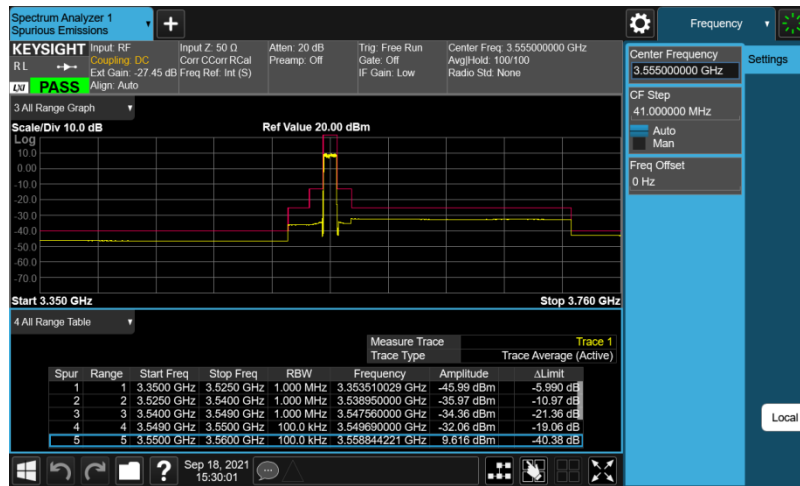 Spectrum Analyzer 1
Spurious Emissions
+
Frequency
KEYSIGHT
RL
LXI PASS
Input: RF
Coupling: DC
Ext Gain: -27.45 dB
Align: Auto
Input Z: 50 Ω
Corr CCorr RCal
Freq Ref: Int (S)
Atten: 20 dB
Preamp: Off
Trig: Free Run
Gate: Off
IF Gain: Low
Center Freq: 3.555000000 GHz
Avg|Hold: 100/100
Radio Std: None
Center Frequency
3.555000000 GHz
Settings
CF Step
41.000000 MHz
Auto
Man
Freq Offset
0 Hz
Local
3 All Range Graph
Scale/Div 10.0 dB
Ref Value 20.00 dBm
Log
10.0
0.00
-10.0
-20.0
-30.0
-40.0
-50.0
-60.0
-70.0
Start 3.350 GHz
Stop 3.760 GHz
4 All Range Table
Measure Trace Trace 1
Trace Type Trace Average (Active)
Spur Range Start Freq Stop Freq RBW Frequency Amplitude ΔLimit
1 1 3.3500 GHz 3.5250 GHz 1.000 MHz 3.353510029 GHz -45.99 dBm -5.990 dB
2 2 3.5250 GHz 3.5400 GHz 1.000 MHz 3.538950000 GHz -35.97 dBm -10.97 dB
3 3 3.5400 GHz 3.5490 GHz 1.000 MHz 3.547560000 GHz -34.36 dBm -21.36 dB
4 4 3.5490 GHz 3.5500 GHz 100.0 kHz 3.549690000 GHz -32.06 dBm -19.06 dB
5 5 3.5500 GHz 3.5600 GHz 100.0 kHz 3.558844221 GHz 9.616 dBm -40.38 dB
?
Sep 18, 2021
15:30:01